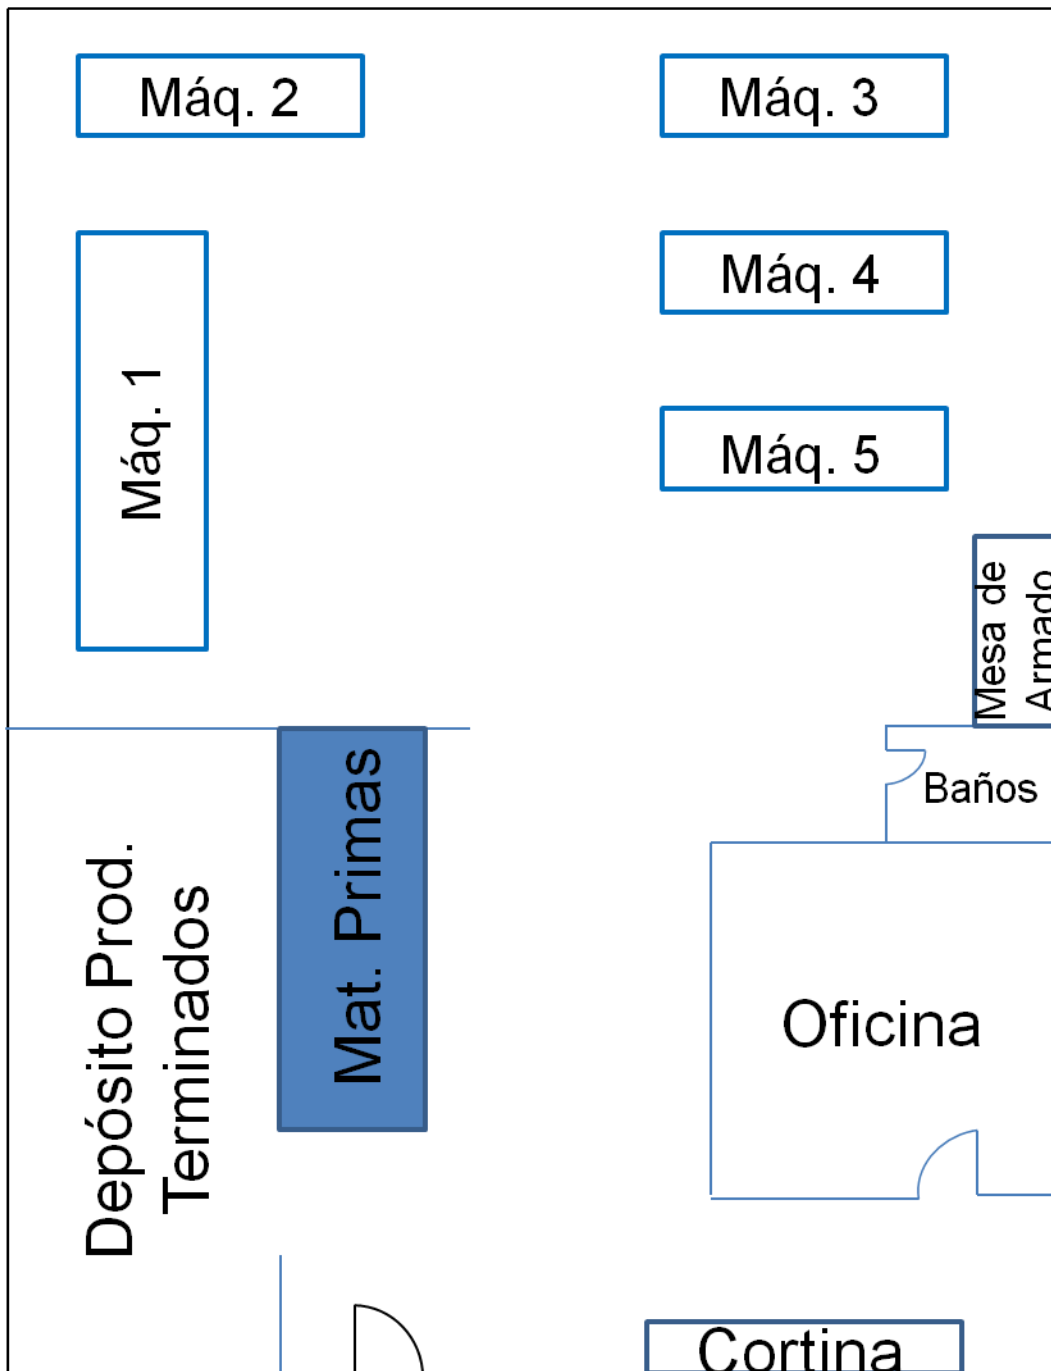 Máq. 2
Máq. 3
Máq. 4
Máq. 1
Máq. 5
Mesa de
Armado
Mat. Primas
Baños
Depósito Prod.
Terminados
Oficina
Cortina